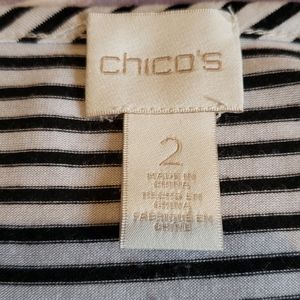 chico's
2
MADE IN
CHINA
HECHO EN
CHINA
FABRIQUÉ EN
CHINE